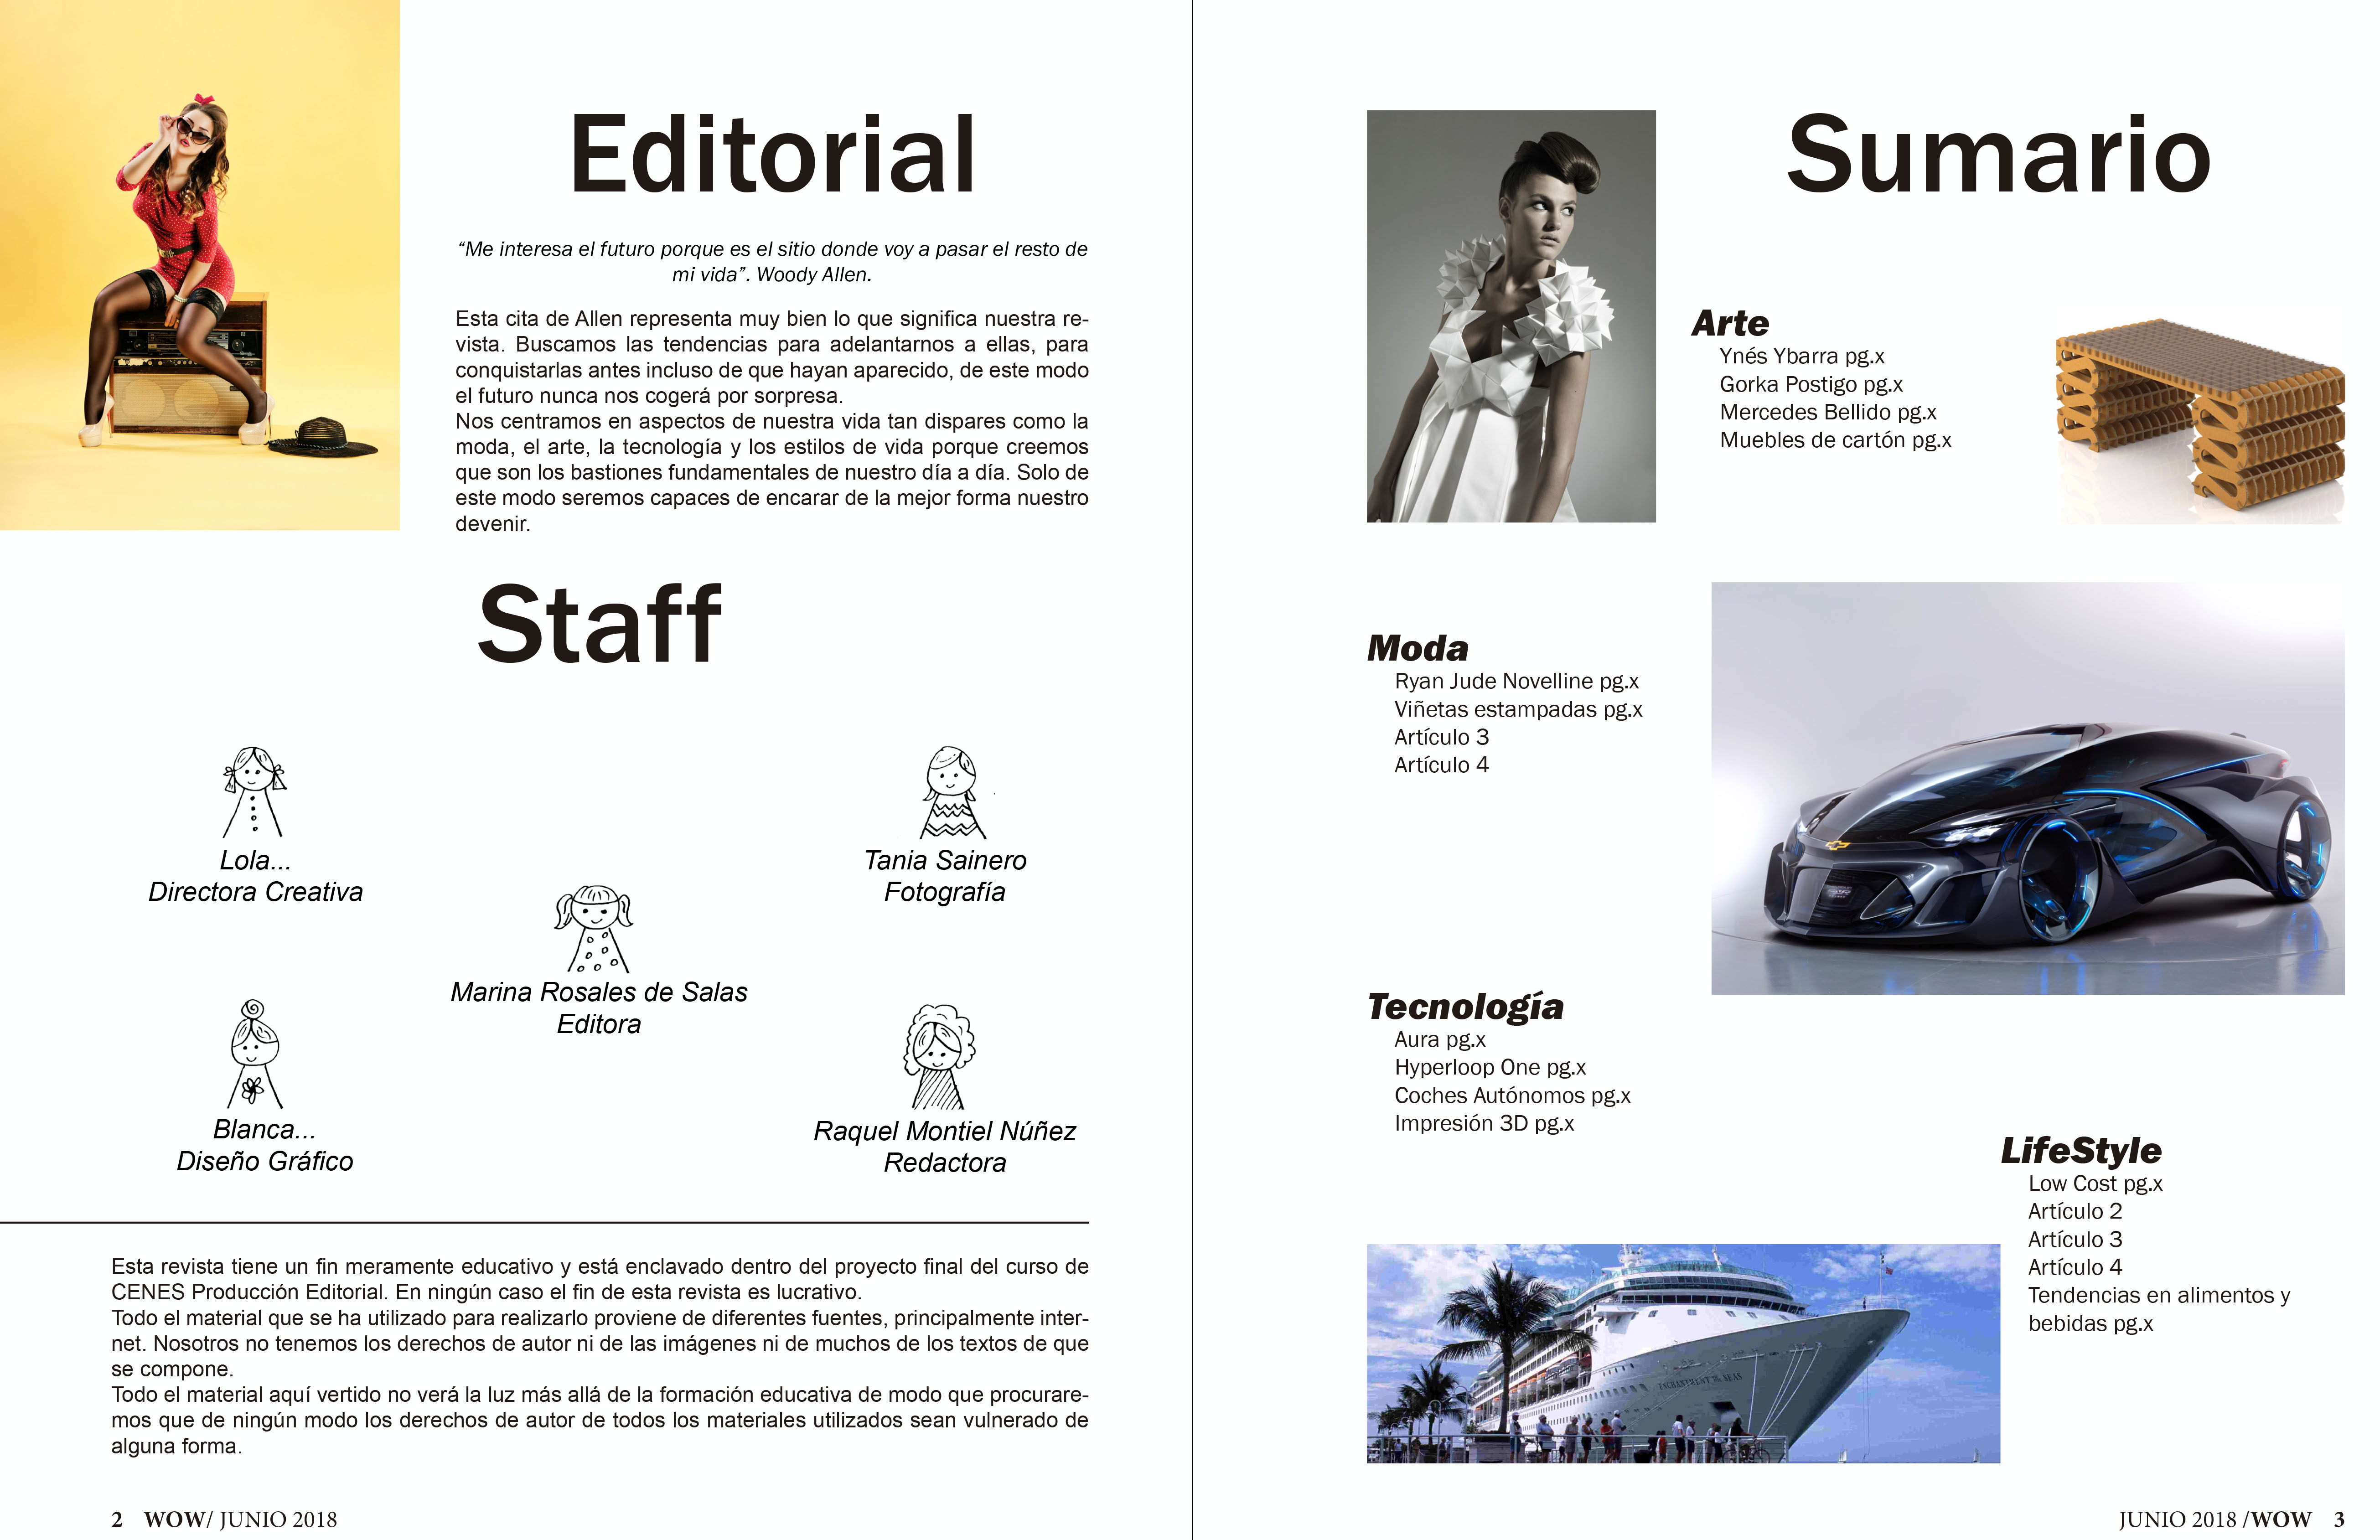 Editorial
“Me interesa el futuro porque es el sitio donde voy a pasar el resto de
mi vida”. Woody Allen.
Esta cita de Allen representa muy bien lo que significa nuestra re-
vista. Buscamos las tendencias para adelantarnos a ellas, para
conquistarlas antes incluso de que hayan aparecido, de este modo
el futuro nunca nos cogerá por sorpresa.
Nos centramos en aspectos de nuestra vida tan dispares como la
moda, el arte, la tecnología y los estilos de vida porque creemos
que son los bastiones fundamentales de nuestro día a día. Solo de
este modo seremos capaces de encarar de la mejor forma nuestro
devenir.
Staff
Lola...
Directora Creativa
Tania Sainero
Fotografía
Marina Rosales de Salas
Editora
Blanca...
Diseño Gráfico
Raquel Montiel Núñez
Redactora
Esta revista tiene un fin meramente educativo y está enclavado dentro del proyecto final del curso de
CENES Producción Editorial. En ningún caso el fin de esta revista es lucrativo.
Todo el material que se ha utilizado para realizarlo proviene de diferentes fuentes, principalmente inter-
net. Nosotros no tenemos los derechos de autor ni de las imágenes ni de muchos de los textos de que
se compone.
Todo el material aquí vertido no verá la luz más allá de la formación educativa de modo que procurare-
mos que de ningún modo los derechos de autor de todos los materiales utilizados sean vulnerado de
alguna forma.
2 WOW/ JUNIO 2018
Sumario
Arte
Ynés Ybarra pg.x
Gorka Postigo pg.x
Mercedes Bellido pg.x
Muebles de cartón pg.x
Moda
Ryan Jude Novelline pg.x
Viñetas estampadas pg.x
Artículo 3
Artículo 4
Tecnología
Aura pg.x
Hyperloop One pg.x
Coches Autónomos pg.x
Impresión 3D pg.x
LifeStyle
Low Cost pg.x
Artículo 2
Artículo 3
Artículo 4
Tendencias en alimentos y
bebidas pg.x
ENCHANTMENT OF THE SEAS
JUNIO 2018 /WOW 3